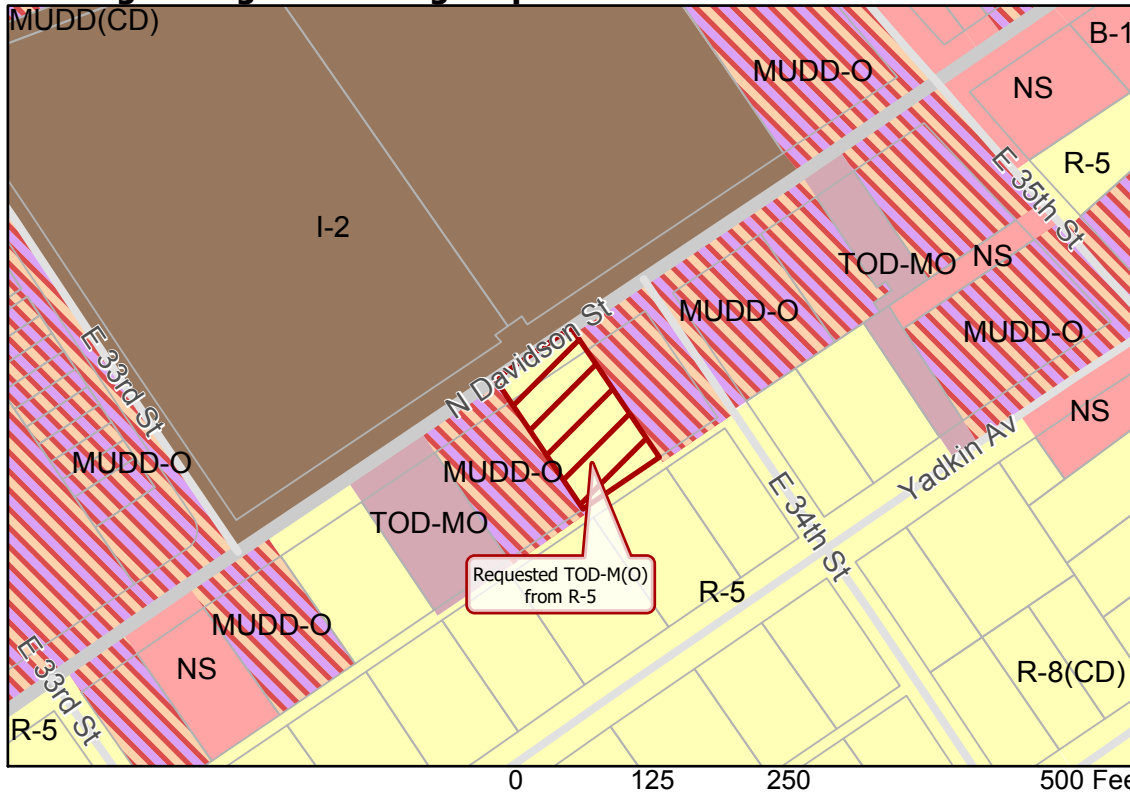 MUDD(CD)
B-1
MUDD-O
NS
R-5
E 35th St
I-2
TOD-MO
NS
MUDD-O
MUDD-O
N Davidson St
E 33rd St
NS
MUDD-O
MUDD-O
Yadkin Av
TOD-MO
E 34th St
Requested TOD-M(O)
from R-5
R-5
MUDD-O
NS
R-8(CD)
E 33rd St
R-5
0 125 250 500 Fee